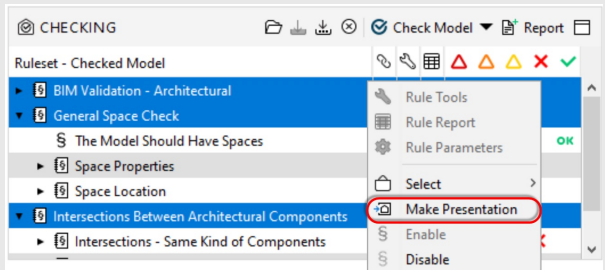 CHECKING
Check Model
Report
Ruleset - Checked Model
BIM Validation - Architectural
General Space Check
§ The Model Should Have Spaces
OK
Space Properties
Space Location
Intersections Between Architectural Components
Intersections - Same Kind of Components
Rule Tools
Rule Report
Rule Parameters
Select
Make Presentation
§ Enable
§ Disable